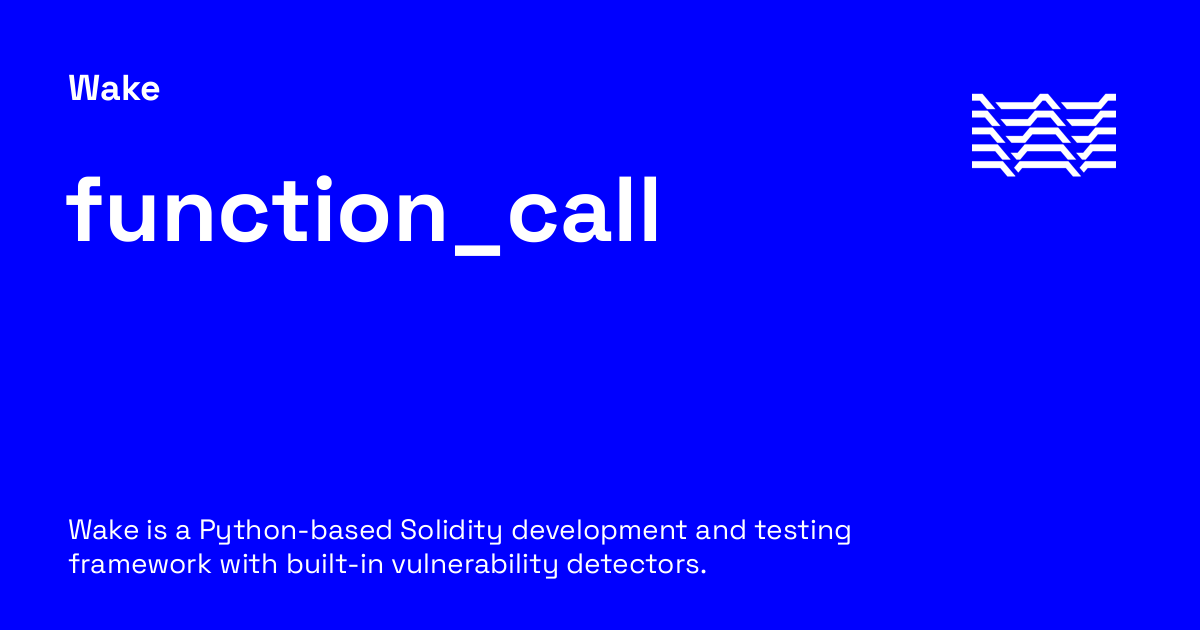 Wake
function_call
Wake is a Python-based Solidity development and testing
framework with built-in vulnerability detectors.